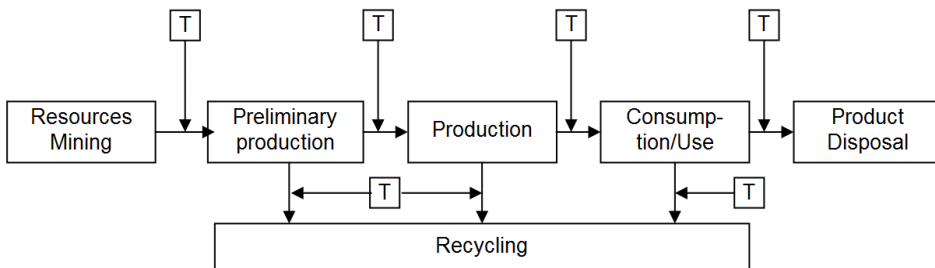 T
T
T
T
Resources
Mining
Preliminary
production
Production
Consump-
tion/Use
Product
Disposal
T
T
Recycling